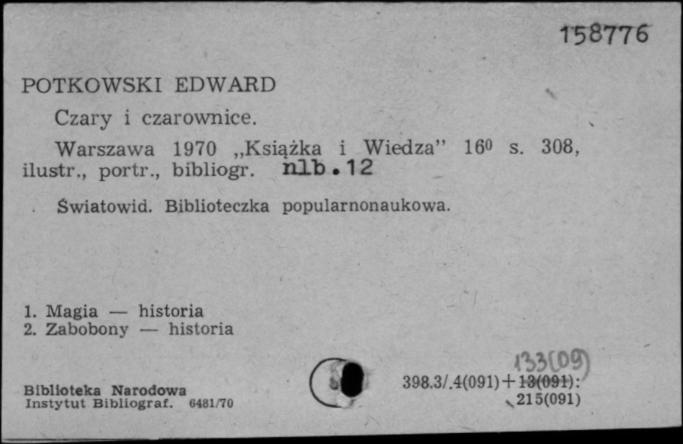 158776
POTKOWSKI EDWARD
Czary i czarownice.
Warszawa 1970 „Książka i Wiedza” 16⁰ s. 308,
ilustr., portr., bibliogr. nlb.12
Światowid. Biblioteczka popularnonaukowa.
1. Magia — historia
2. Zabobony — historia
133(09)
398.3/.4(091)+13(091):
215(091)
Biblioteka Narodowa
Instytut Bibliograf. 6481/70